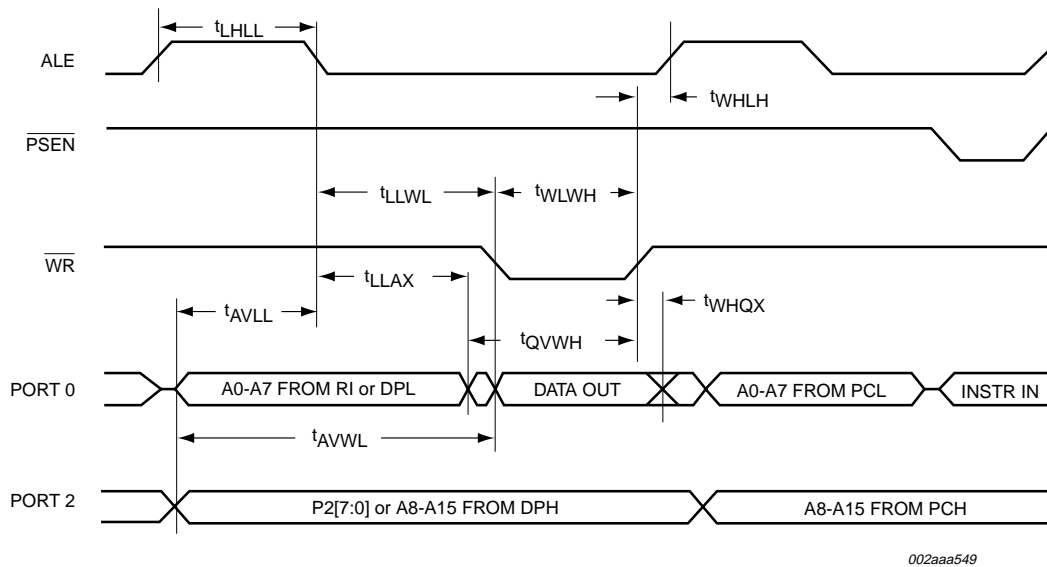 tLHLL
ALE
tWHLH
PSEN
tLLWL
tWLWH
WR
tLLAX
tWHQX
tAVLL
tQVWH
PORT 0
A0-A7 FROM RI or DPL
DATA OUT
A0-A7 FROM PCL
INSTR IN
tAVWL
PORT 2
P2[7:0] or A8-A15 FROM DPH
A8-A15 FROM PCH
002aaa549